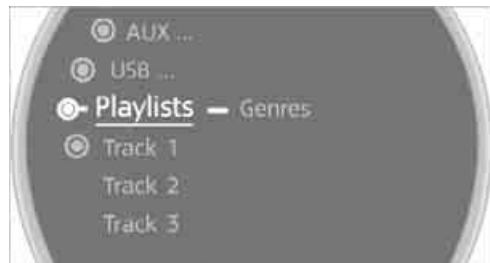 AUX ...
USB ...
Playlists – Genres
Track 1
Track 2
Track 3